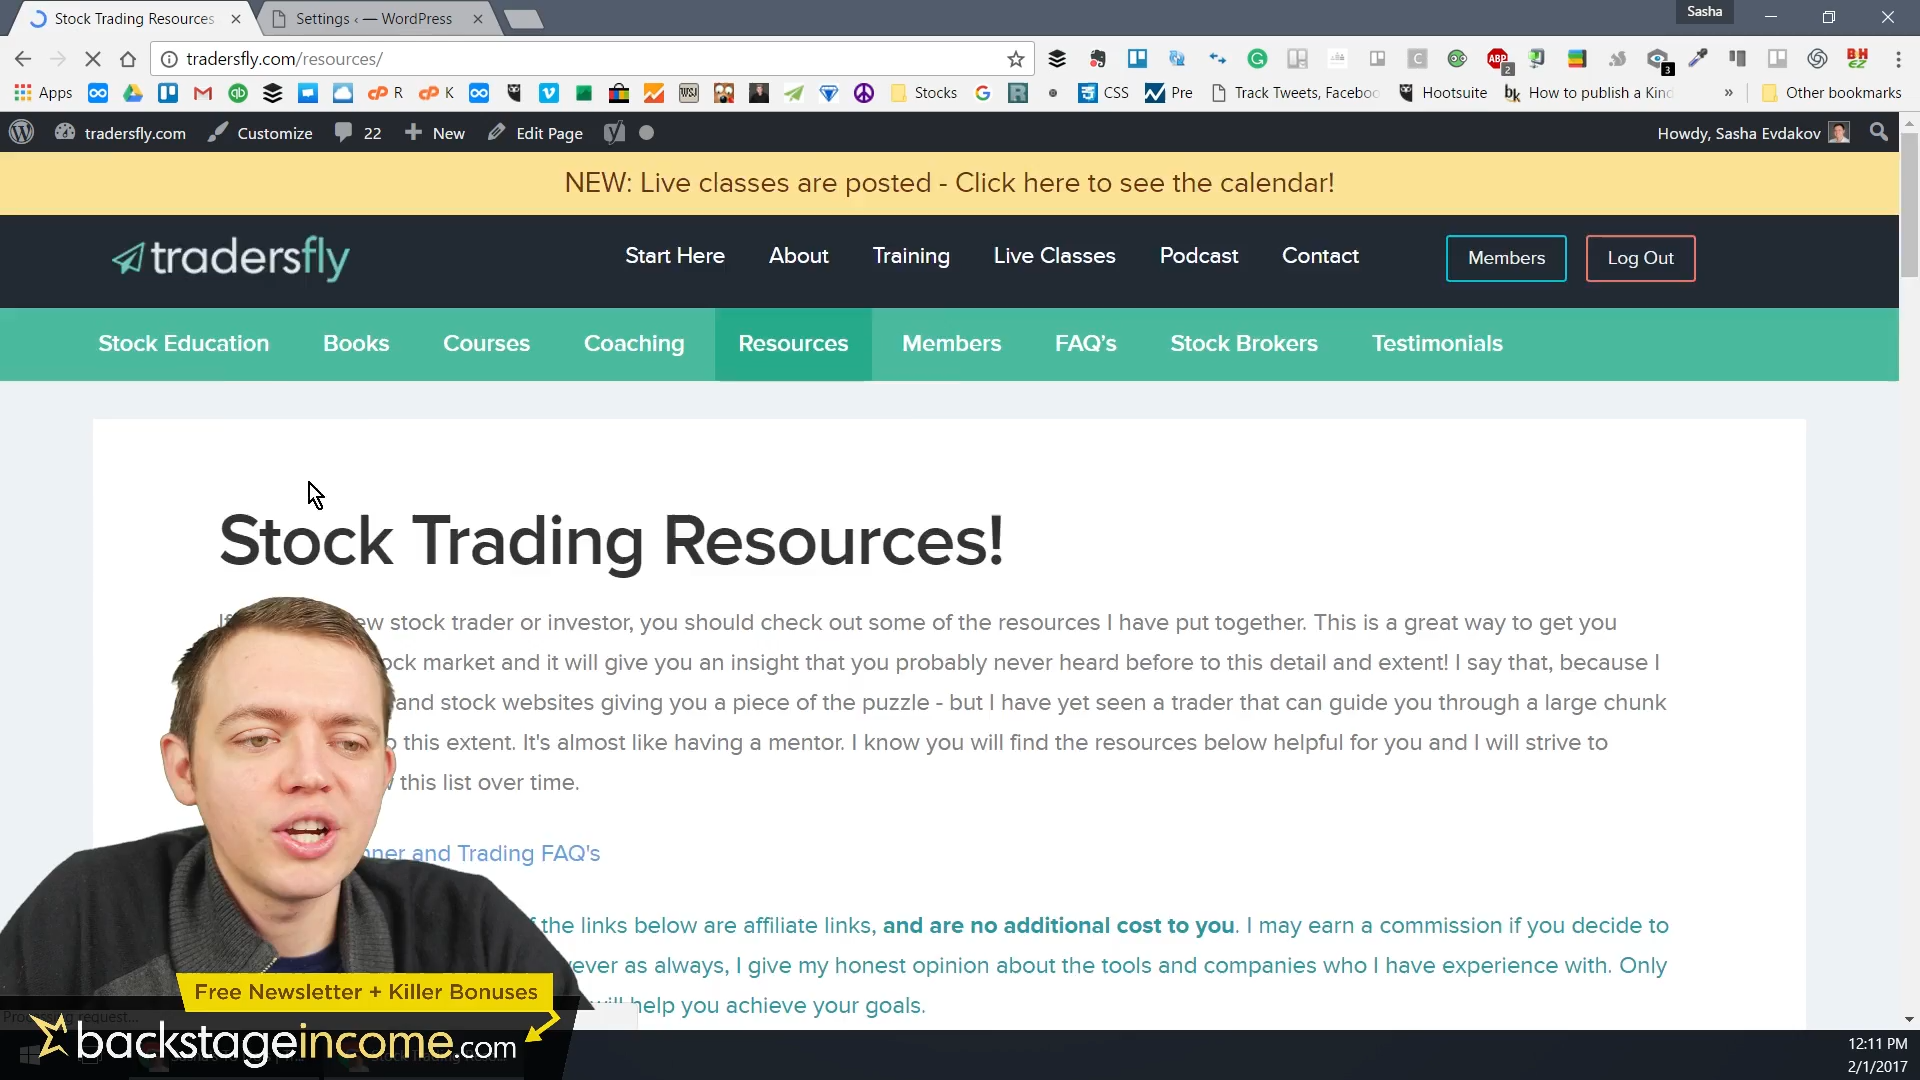 Stock Trading Resources
Settings ‹ — WordPress
Sasha
tradersfly.com/resources/
Apps
R
K
Stocks
CSS
Pre
Track Tweets, Faceboo
Hootsuite
How to publish a Kind
»
Other bookmarks
tradersfly.com
Customize
22
New
Edit Page
Howdy, Sasha Evdakov
NEW: Live classes are posted - Click here to see the calendar!
tradersfly
Start Here
About
Training
Live Classes
Podcast
Contact
Members
Log Out
Stock Education
Books
Courses
Coaching
Resources
Members
FAQ's
Stock Brokers
Testimonials
Stock Trading Resources!
ew stock trader or investor, you should check out some of the resources I have put together. This is a great way to get you
ock market and it will give you an insight that you probably never heard before to this detail and extent! I say that, because I
and stock websites giving you a piece of the puzzle - but I have yet seen a trader that can guide you through a large chunk
o this extent. It's almost like having a mentor. I know you will find the resources below helpful for you and I will strive to
this list over time.
nner and Trading FAQ's
f the links below are affiliate links, and are no additional cost to you. I may earn a commission if you decide to
vever as always, I give my honest opinion about the tools and companies who I have experience with. Only
will help you achieve your goals.
Processing request...
Free Newsletter + Killer Bonuses
backstageincome.com
12:11 PM
2/1/2017